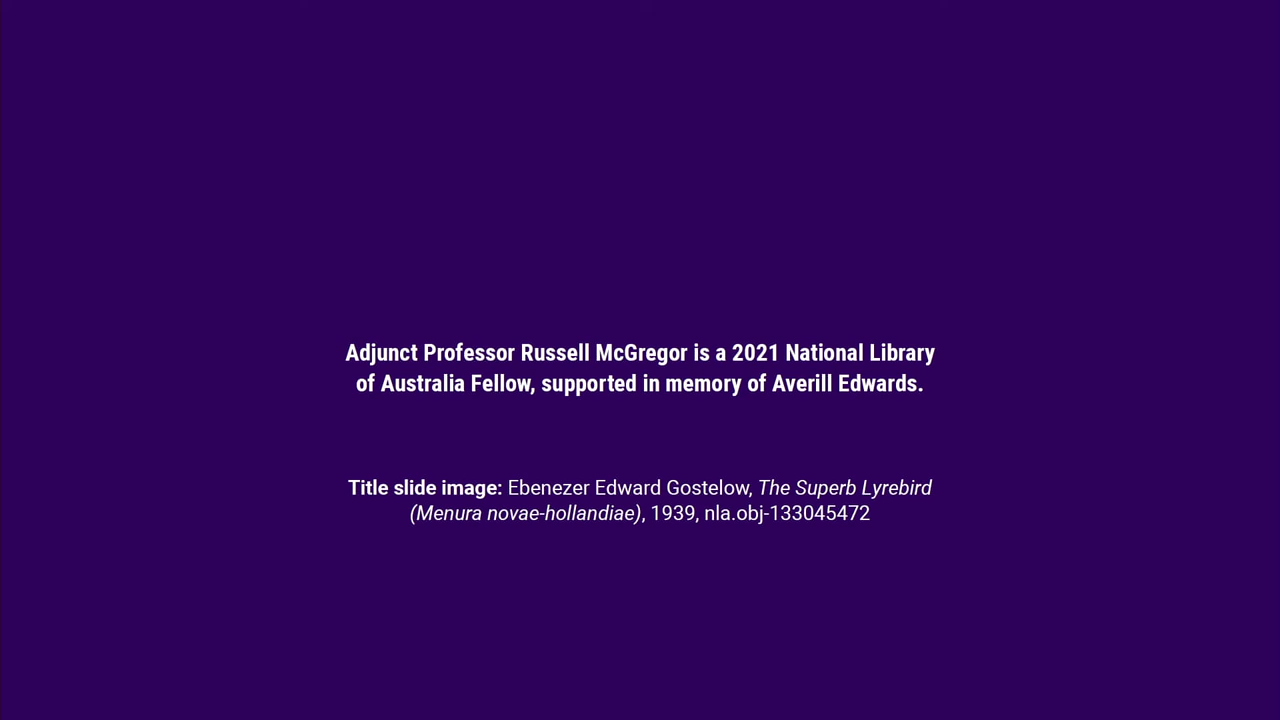 Adjunct Professor Russell McGregor is a 2021 National Library
of Australia Fellow, supported in memory of Averill Edwards.
Title slide image: Ebenezer Edward Gostelow, The Superb Lyrebird
(Menura novae-hollandiae), 1939, nla.obj-133045472